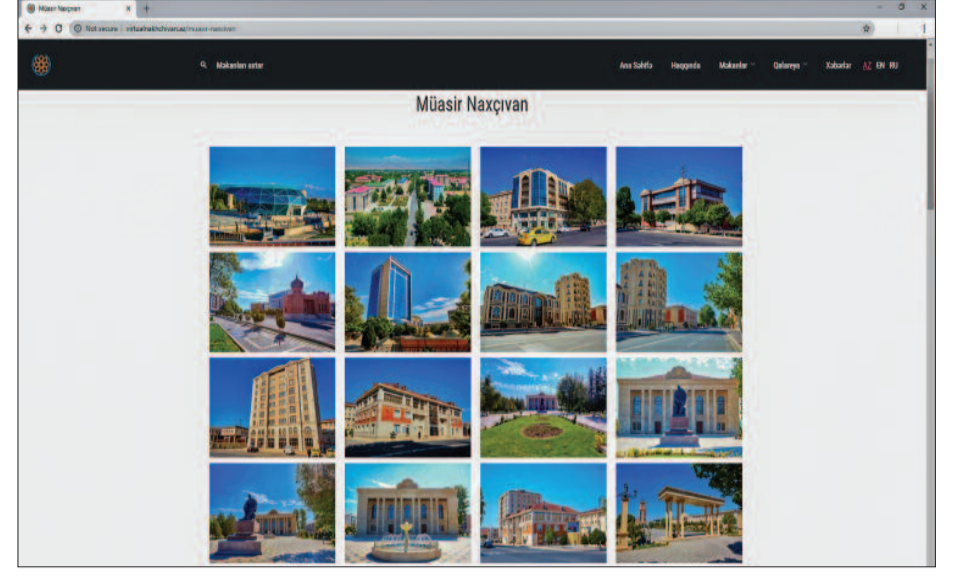 Müasir Naxçıvan
Not secure | virtualnakhchivan.az/muasir-naxcivan
Məkanları axtar
Ana Səhifə Haqqında Məkanlar Qalereya Xəbərlər AZ EN RU
Müasir Naxçıvan